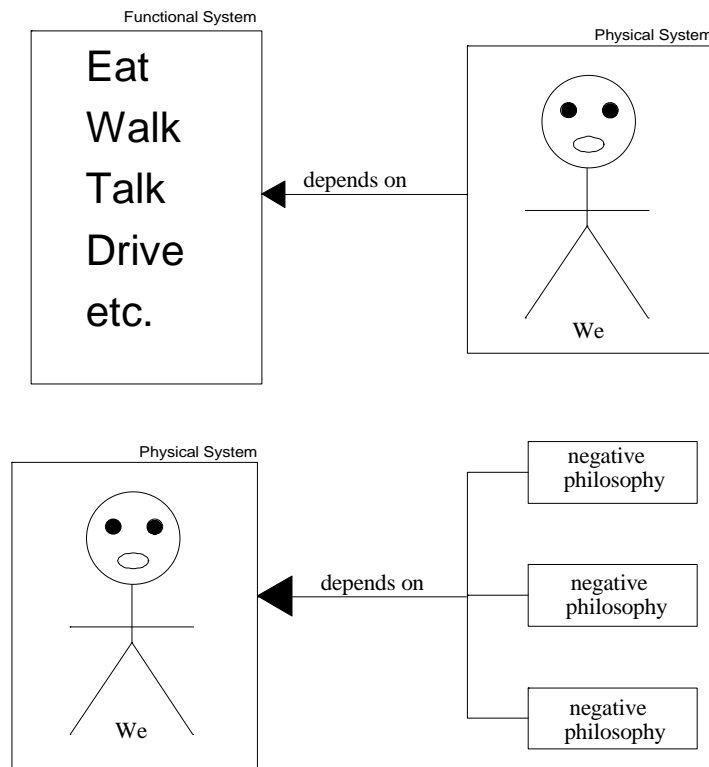 Functional System
Eat
Walk
Talk
Drive
etc.
depends on
Physical System
We
Physical System
We
depends on
negative
philosophy
negative
philosophy
negative
philosophy